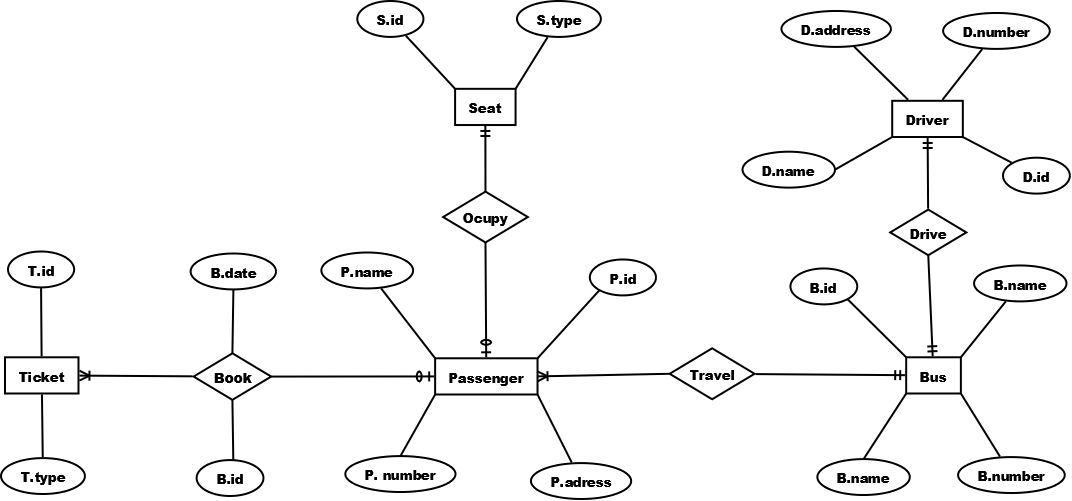 S.id
S.type
D.address
D.number
Seat
Driver
D.name
D.id
Ocupy
Drive
T.id
B.date
P.name
P.id
B.id
B.name
Ticket
Book
Passenger
Travel
Bus
T.type
B.id
P. number
P.adress
B.name
B.number